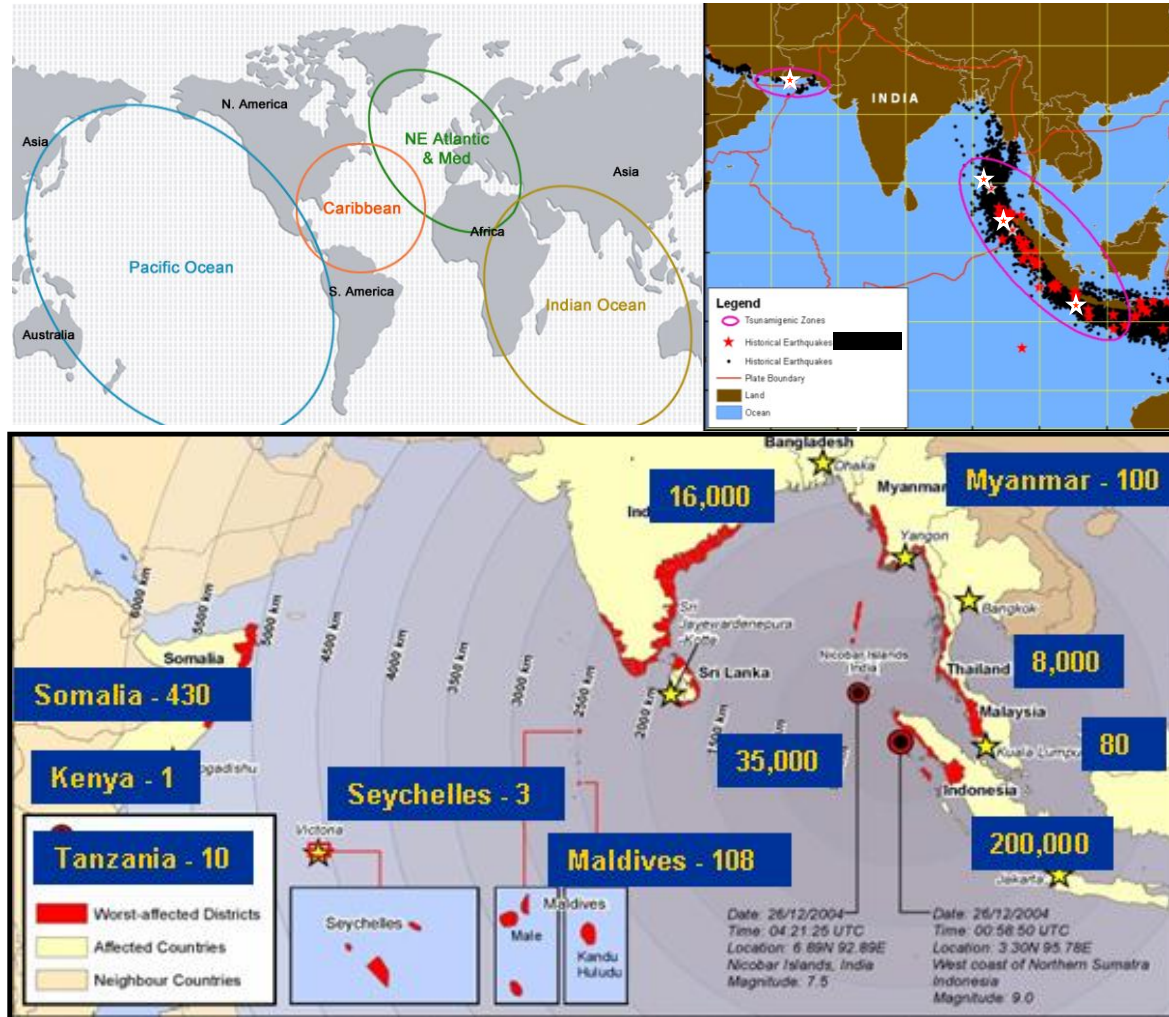 N. America
Asia
NE Atlantic
& Med
Asia
Caribbean
Africa
Pacific Ocean
S. America
Indian Ocean
Australia
INDIA
Legend
Tsunamigenic Zones
Historical Earthquakes
Historical Earthquakes
Plate Boundary
Land
Ocean
Bangladesh
Dhaka
16,000
Myanmar
Myanmar - 100
Yangon
Bangkok
6000 km
5500 km
5000 km
4500 km
4000 km
3500 km
3000 km
2500 km
2000 km
1500 km
Sri
Jayewardenepura
-Kotte
Nicobar Islands
(India)
Somalia
Sri Lanka
Thailand
8,000
Somalia - 430
Malaysia
Kuala Lumpu
80
35,000
Indonesia
Kenya - 1
ogadishu
Seychelles - 3
Victoria
Tanzania - 10
Maldives - 108
200,000
Jakarta
Worst-affected Districts
Affected Countries
Neighbour Countries
Seychelles
Maldives
Male
Kandu
Huludu
Date: 26/12/2004
Time: 04:21:25 UTC
Location: 6.89N 92.89E
Nicobar Islands, India
Magnitude: 7.5
Date: 26/12/2004
Time: 00:58:50 UTC
Location: 3.30N 95.78E
West coast of Northern Sumatra
Indonesia
Magnitude: 9.0